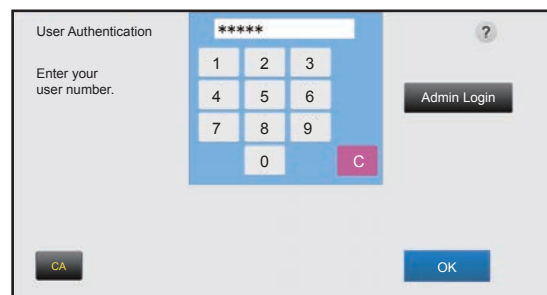 User Authentication
*****
?
Enter your
user number.
1 2 3
4 5 6
Admin Login
7 8 9
0 C
CA
OK